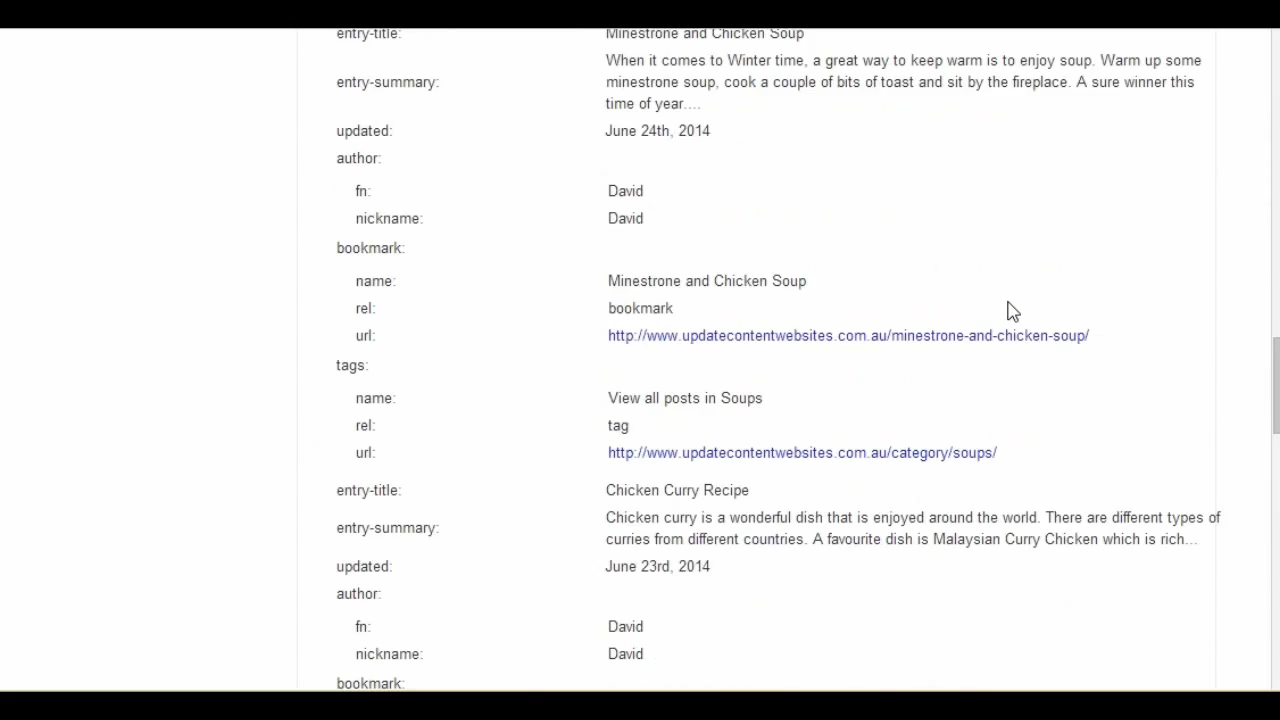 entry-title: Minestrone and Chicken Soup
When it comes to Winter time, a great way to keep warm is to enjoy soup. Warm up some
entry-summary: minestrone soup, cook a couple of bits of toast and sit by the fireplace. A sure winner this
time of year....
updated: June 24th, 2014
author:
fn: David
nickname: David
bookmark:
name: Minestrone and Chicken Soup
rel: bookmark
url: http://www.updatecontentwebsites.com.au/minestrone-and-chicken-soup/
tags:
name: View all posts in Soups
rel: tag
url: http://www.updatecontentwebsites.com.au/category/soups/
entry-title: Chicken Curry Recipe
entry-summary: Chicken curry is a wonderful dish that is enjoyed around the world. There are different types of
curries from different countries. A favourite dish is Malaysian Curry Chicken which is rich...
updated: June 23rd, 2014
author:
fn: David
nickname: David
bookmark: